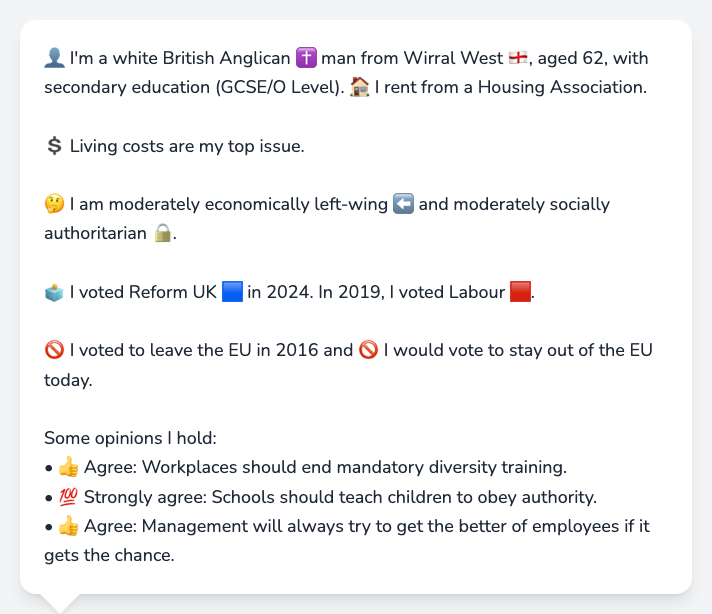 👤 I'm a white British Anglican ✝️ man from Wirral West 🏴󠁧󠁢󠁥󠁮󠁧󠁿, aged 62, with
secondary education (GCSE/O Level). 🏠 I rent from a Housing Association.
💲 Living costs are my top issue.
🤔 I am moderately economically left-wing ⬅️ and moderately socially
authoritarian 🔒.
🗳️ I voted Reform UK 🟦 in 2024. In 2019, I voted Labour 🟥.
🚫 I voted to leave the EU in 2016 and 🚫 I would vote to stay out of the EU
today.
Some opinions I hold:
• 👍 Agree: Workplaces should end mandatory diversity training.
• 💯 Strongly agree: Schools should teach children to obey authority.
• 👍 Agree: Management will always try to get the better of employees if it
gets the chance.